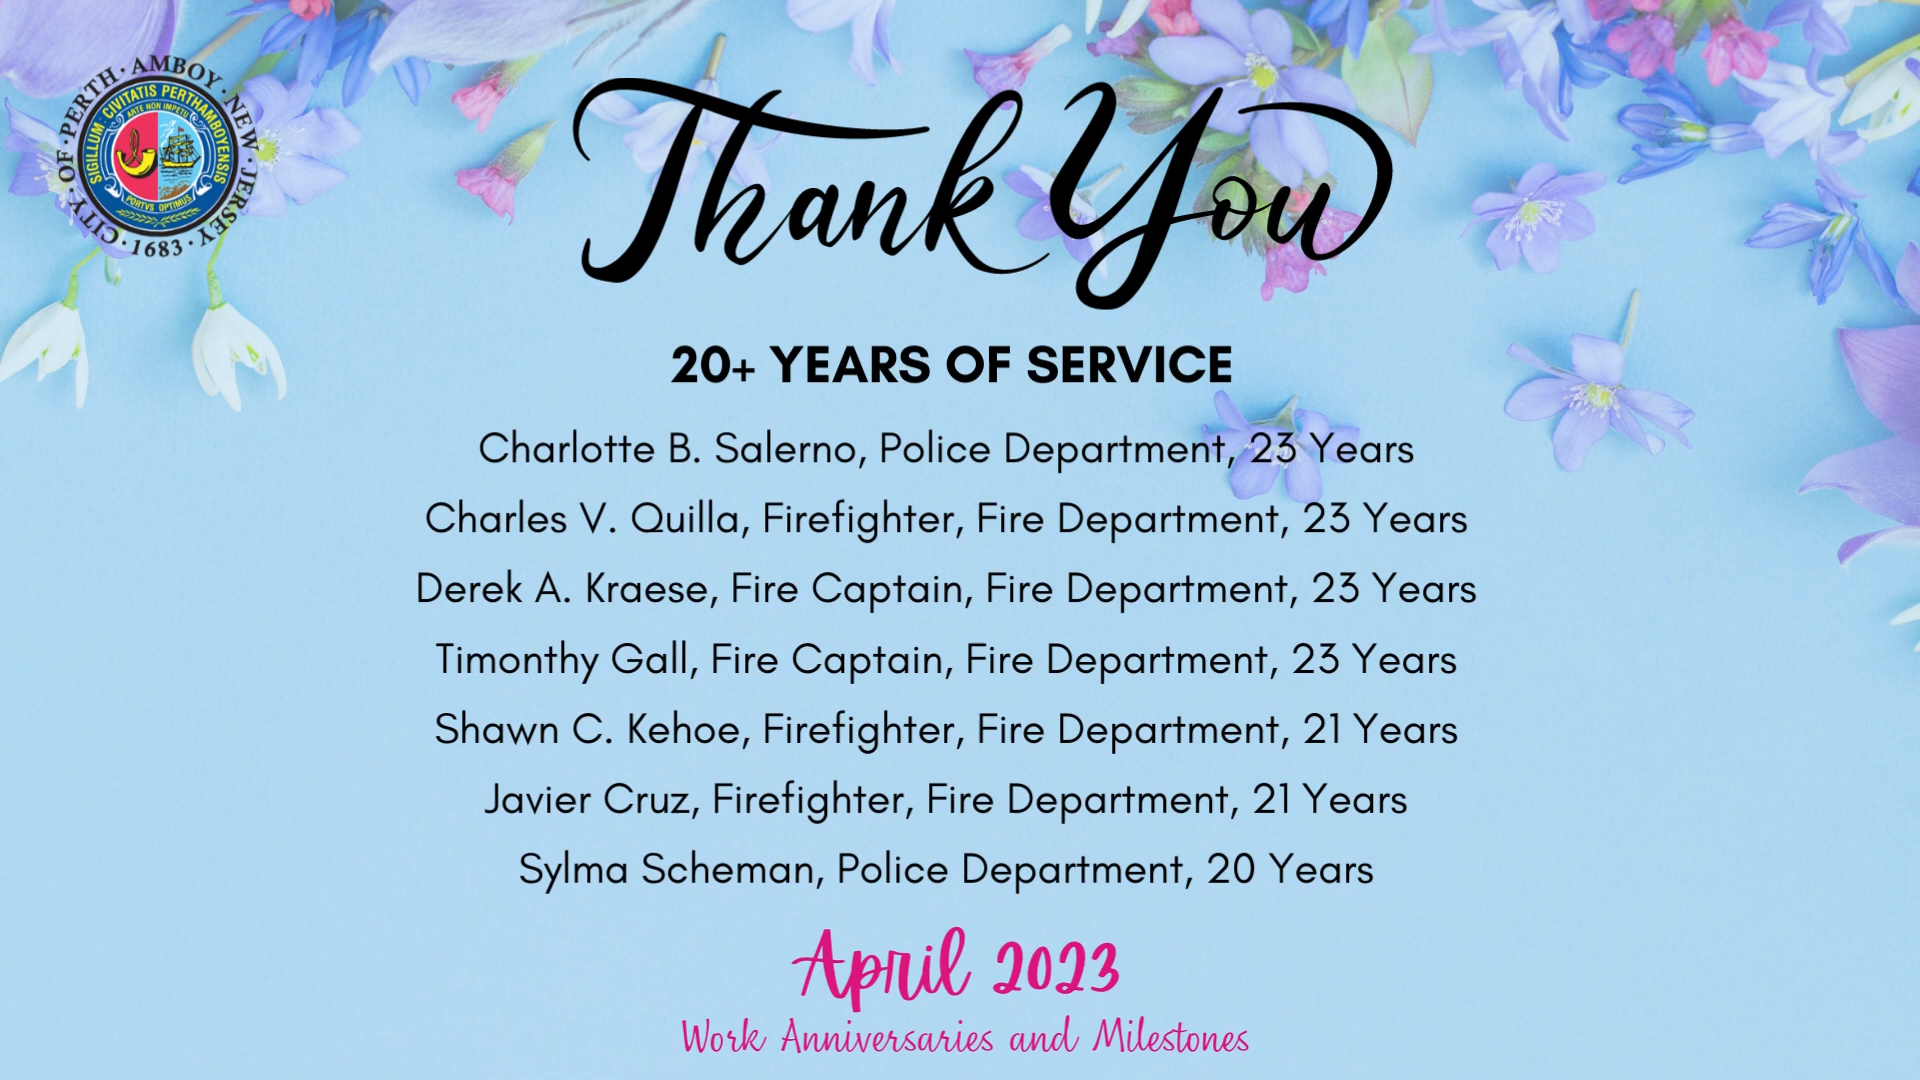 CITY OF · PERTH · AMBOY · NEW · JERSEY
· 1683 ·
SIGILLUM · CIVITATIS PERTHAMBOYENSIS
ARTE NON IMPETU
PORTVS OPTIMUS
Thank You
20+ YEARS OF SERVICE
Charlotte B. Salerno, Police Department, 23 Years
Charles V. Quilla, Firefighter, Fire Department, 23 Years
Derek A. Kraese, Fire Captain, Fire Department, 23 Years
Timonthy Gall, Fire Captain, Fire Department, 23 Years
Shawn C. Kehoe, Firefighter, Fire Department, 21 Years
Javier Cruz, Firefighter, Fire Department, 21 Years
Sylma Scheman, Police Department, 20 Years
April 2023
Work Anniversaries and Milestones